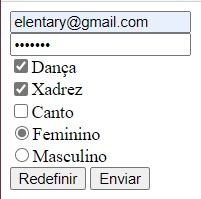 elentary@gmail.com
•••••••
Dança
Xadrez
Canto
Feminino
Masculino
Redefinir Enviar